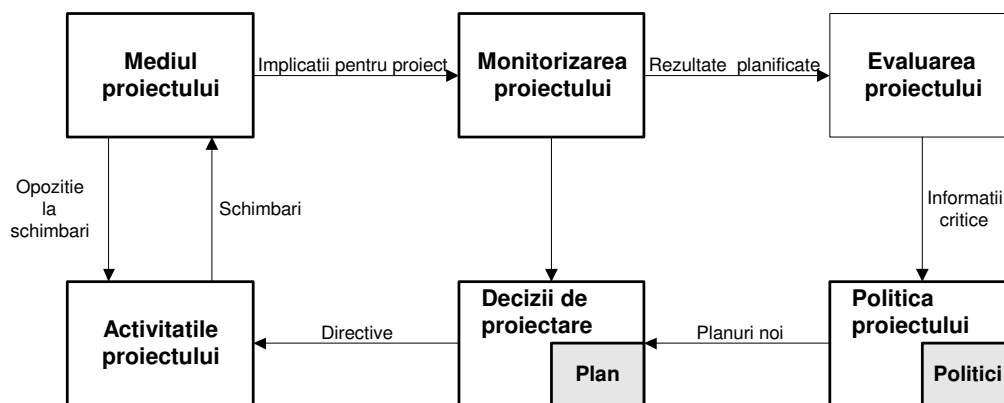 Mediul
proiectului
Implicatii pentru proiect
Monitorizarea
proiectului
Rezultate planificate
Evaluarea
proiectului
Opozitie
la
schimbari
Schimbari
Informatii
critice
Activitatile
proiectului
Directive
Decizii de
proiectare
Plan
Planuri noi
Politica
proiectului
Politici